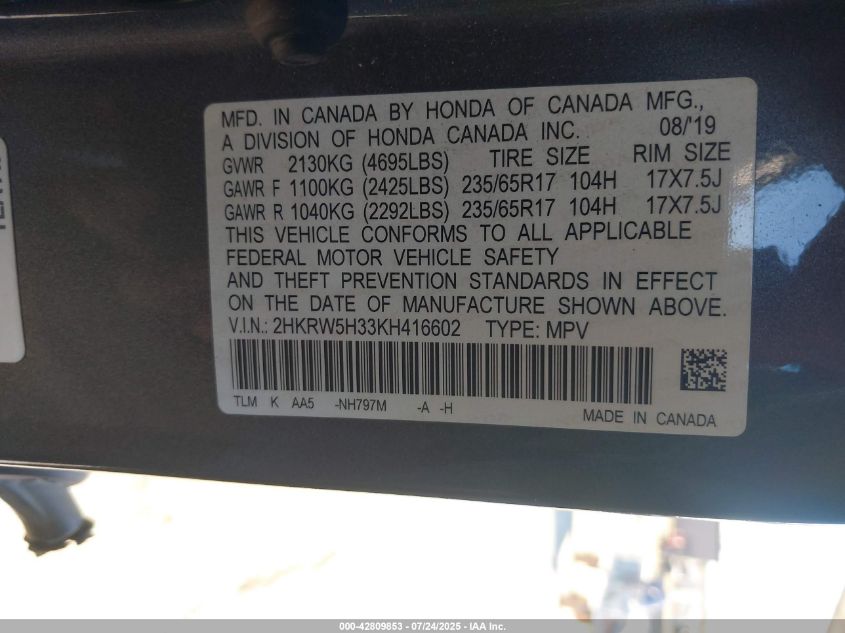 MFD. IN CANADA BY HONDA OF CANADA MFG.,
A DIVISION OF HONDA CANADA INC. 08/'19
GVWR 2130KG (4695LBS) TIRE SIZE RIM SIZE
GAWR F 1100KG (2425LBS) 235/65R17 104H 17X7.5J
GAWR R 1040KG (2292LBS) 235/65R17 104H 17X7.5J
THIS VEHICLE CONFORMS TO ALL APPLICABLE
FEDERAL MOTOR VEHICLE SAFETY
AND THEFT PREVENTION STANDARDS IN EFFECT
ON THE DATE OF MANUFACTURE SHOWN ABOVE.
V.I.N.: 2HKRW5H33KH416602 TYPE: MPV
TLM K AA5 -NH797M -A -H
MADE IN CANADA
000-42809853 / 07/24/2025 - IAA Inc.